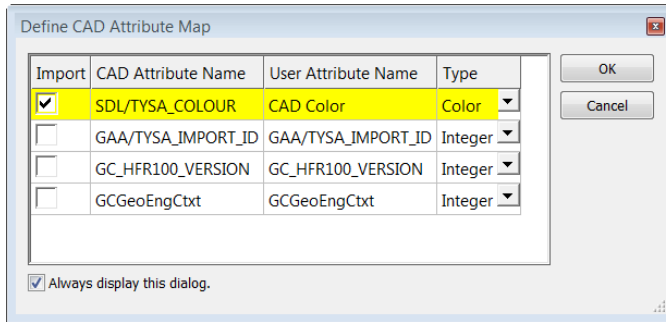 Define CAD Attribute Map
Import CAD Attribute Name User Attribute Name Type OK
SDL/TYSA_COLOUR CAD Color Color Cancel
GAA/TYSA_IMPORT_ID GAA/TYSA_IMPORT_ID Integer
GC_HFR100_VERSION GC_HFR100_VERSION Integer
GCGeoEngCtxt GCGeoEngCtxt Integer
Always display this dialog.